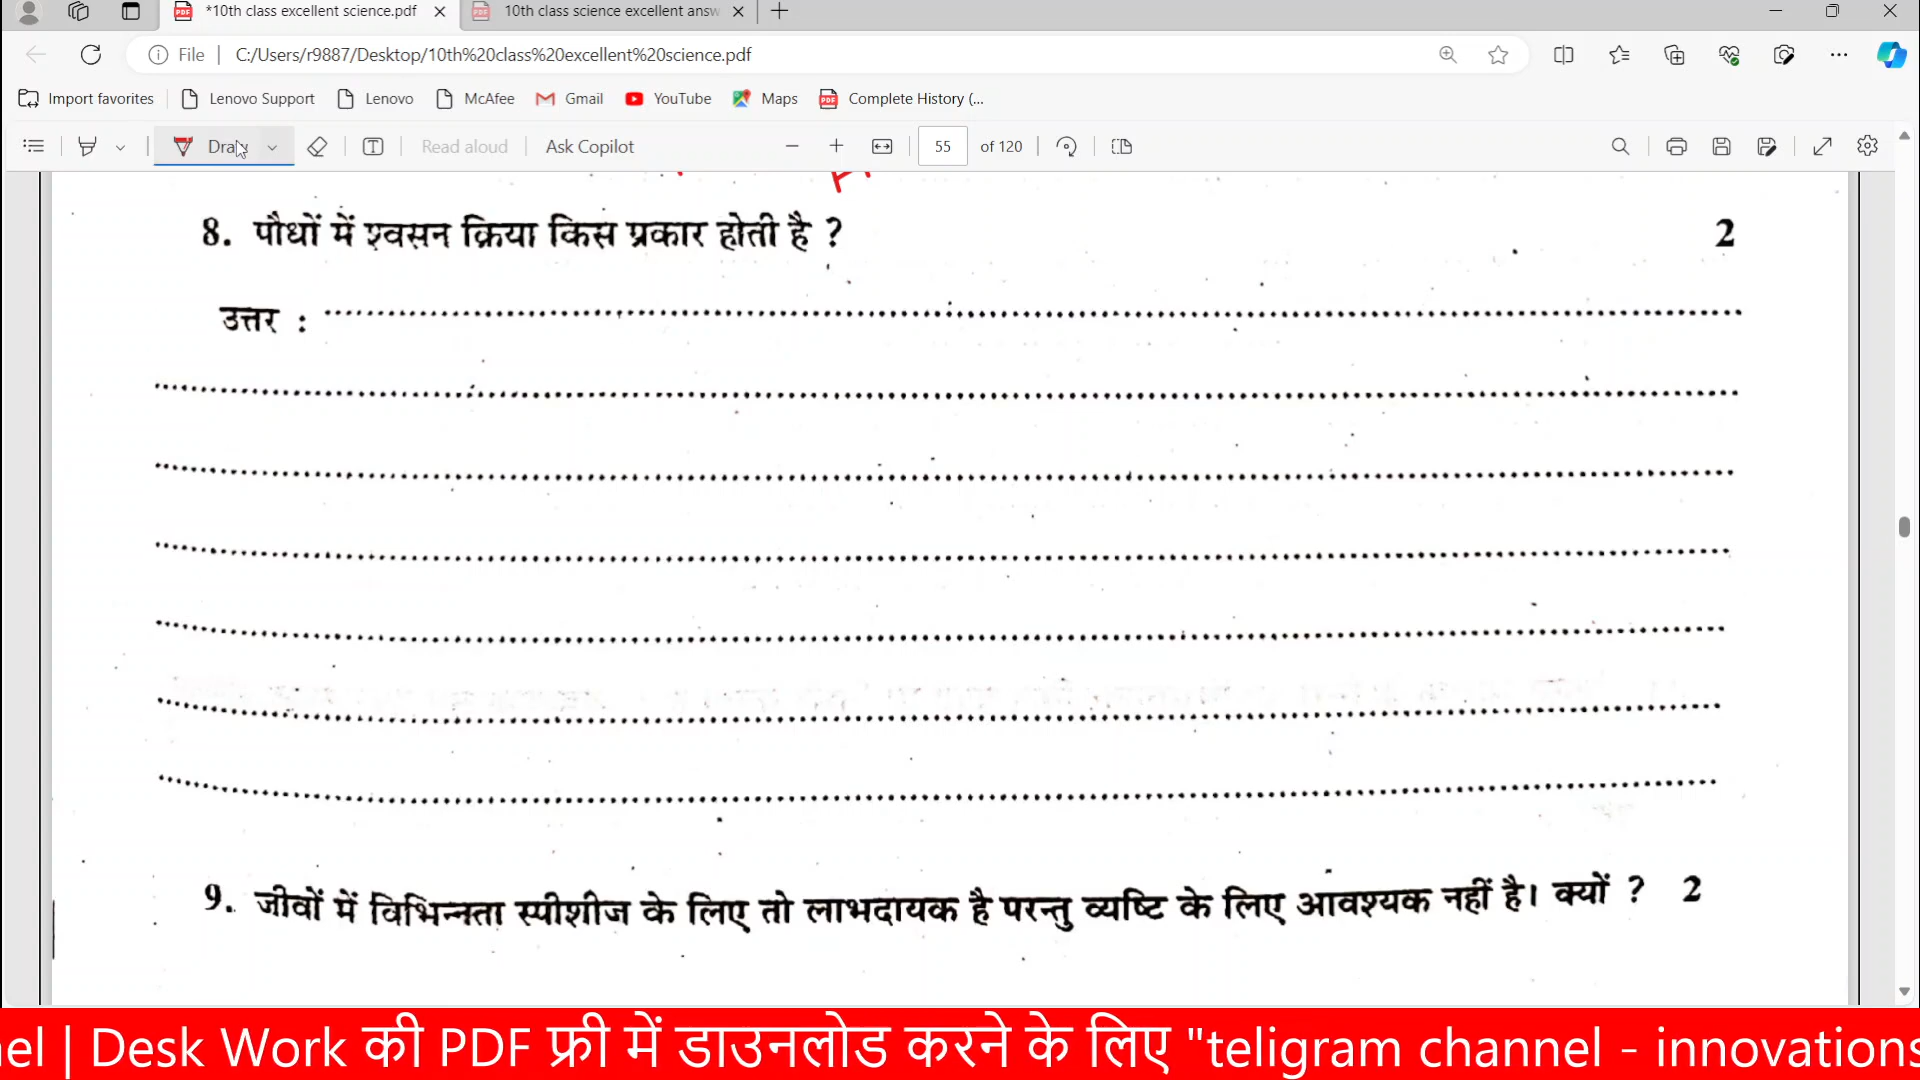 *10th class excellent science.pdf
10th class science excellent answ
File
C:/Users/r9887/Desktop/10th%20class%20excellent%20science.pdf
Import favorites
Lenovo Support
Lenovo
McAfee
Gmail
YouTube
Maps
Complete History (...
Draw
Read aloud
Ask Copilot
55
of 120
8. पौधों में श्वसन क्रिया किस प्रकार होती है ? 2
उत्तर :
9. जीवों में विभिन्नता स्पीशीज के लिए तो लाभदायक है परन्तु व्यष्टि के लिए आवश्यक नहीं है। क्यों ? 2
el | Desk Work की PDF फ्री में डाउनलोड करने के लिए "teligram channel - innovations